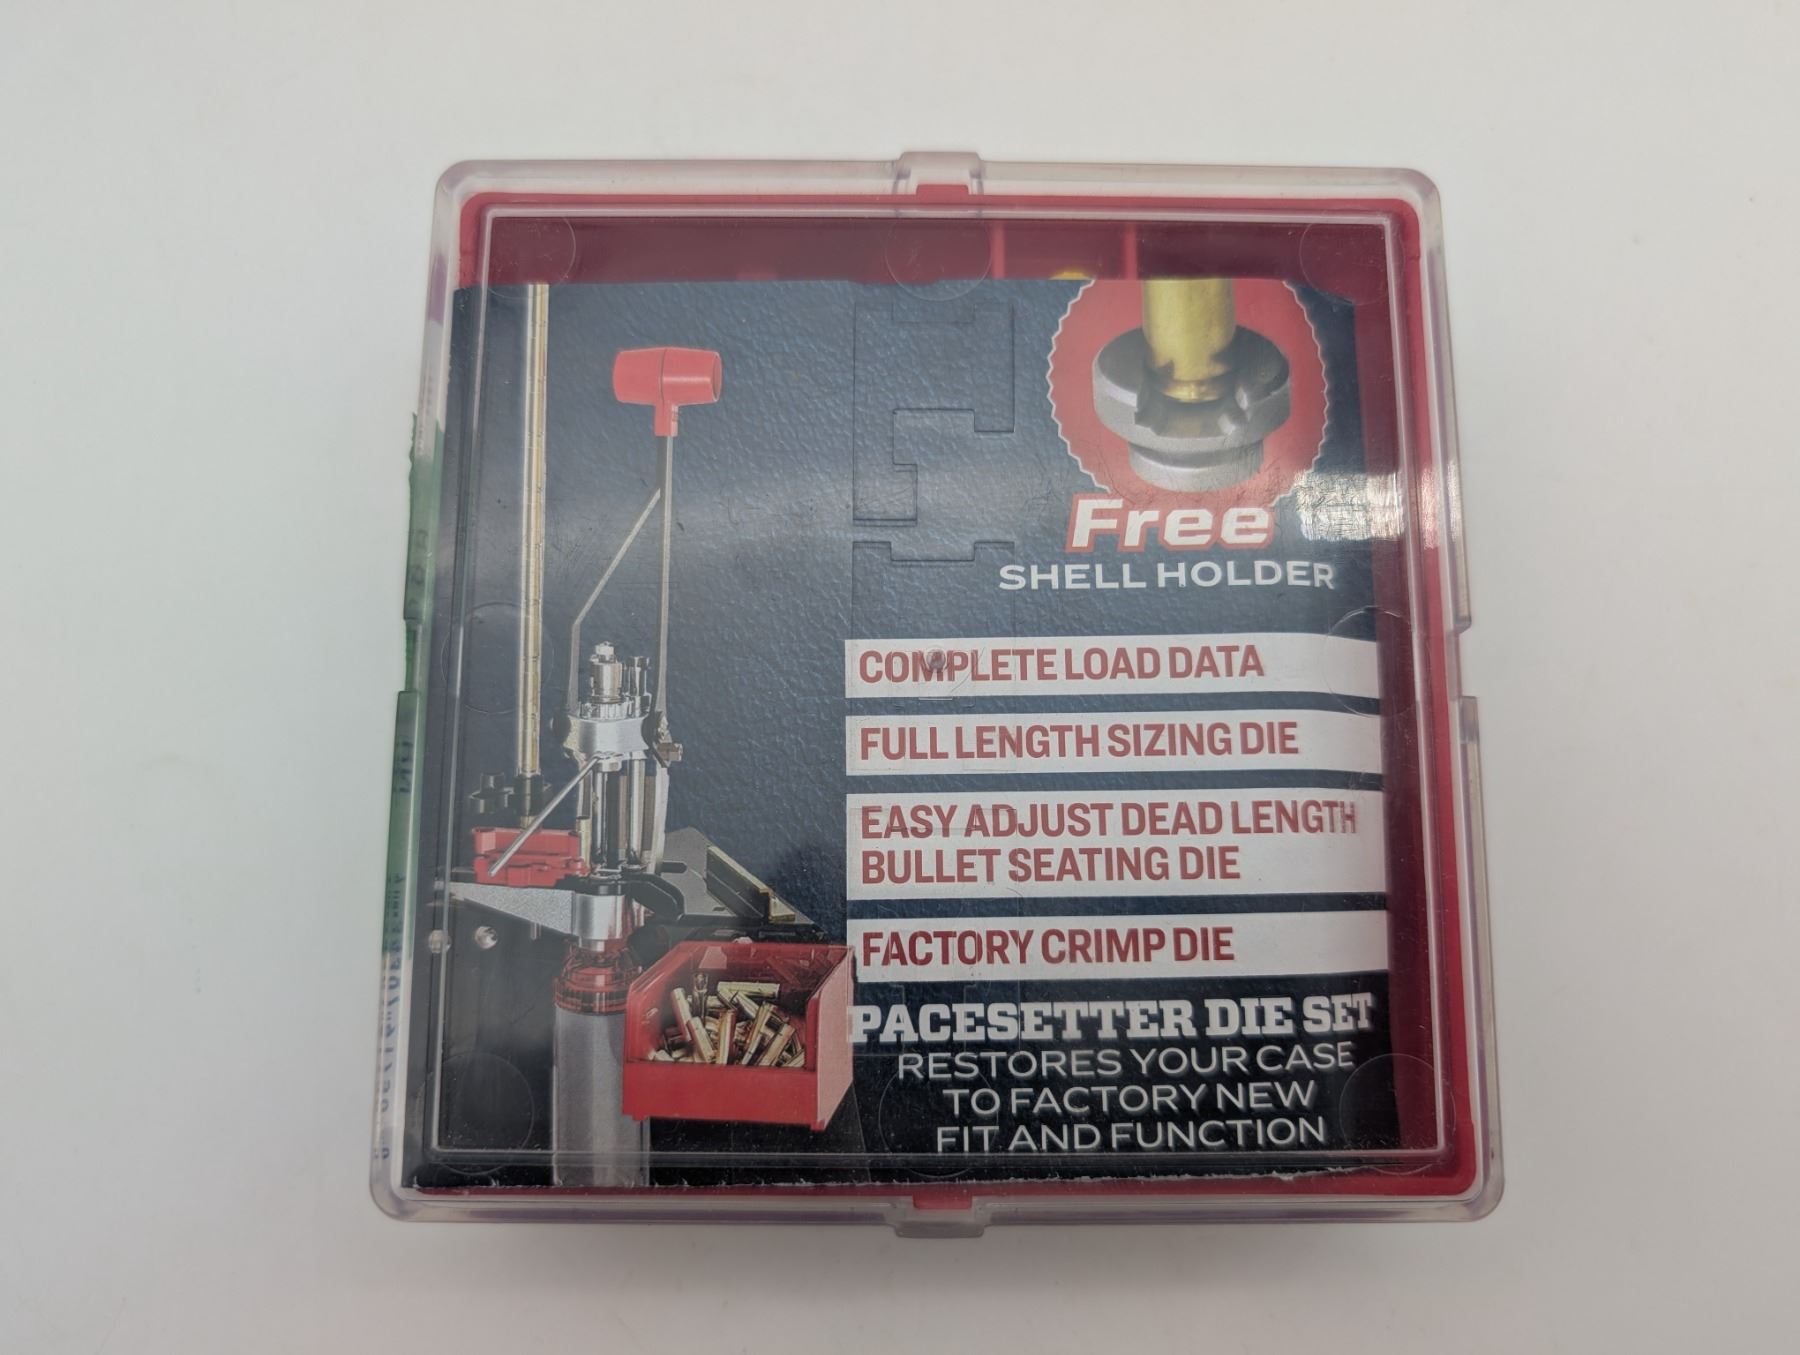 Free
SHELL HOLDER
COMPLETE LOAD DATA
FULL LENGTH SIZING DIE
EASY ADJUST DEAD LENGTH
BULLET SEATING DIE
FACTORY CRIMP DIE
PACESETTER DIE SET
RESTORES YOUR CASE
TO FACTORY NEW
FIT AND FUNCTION